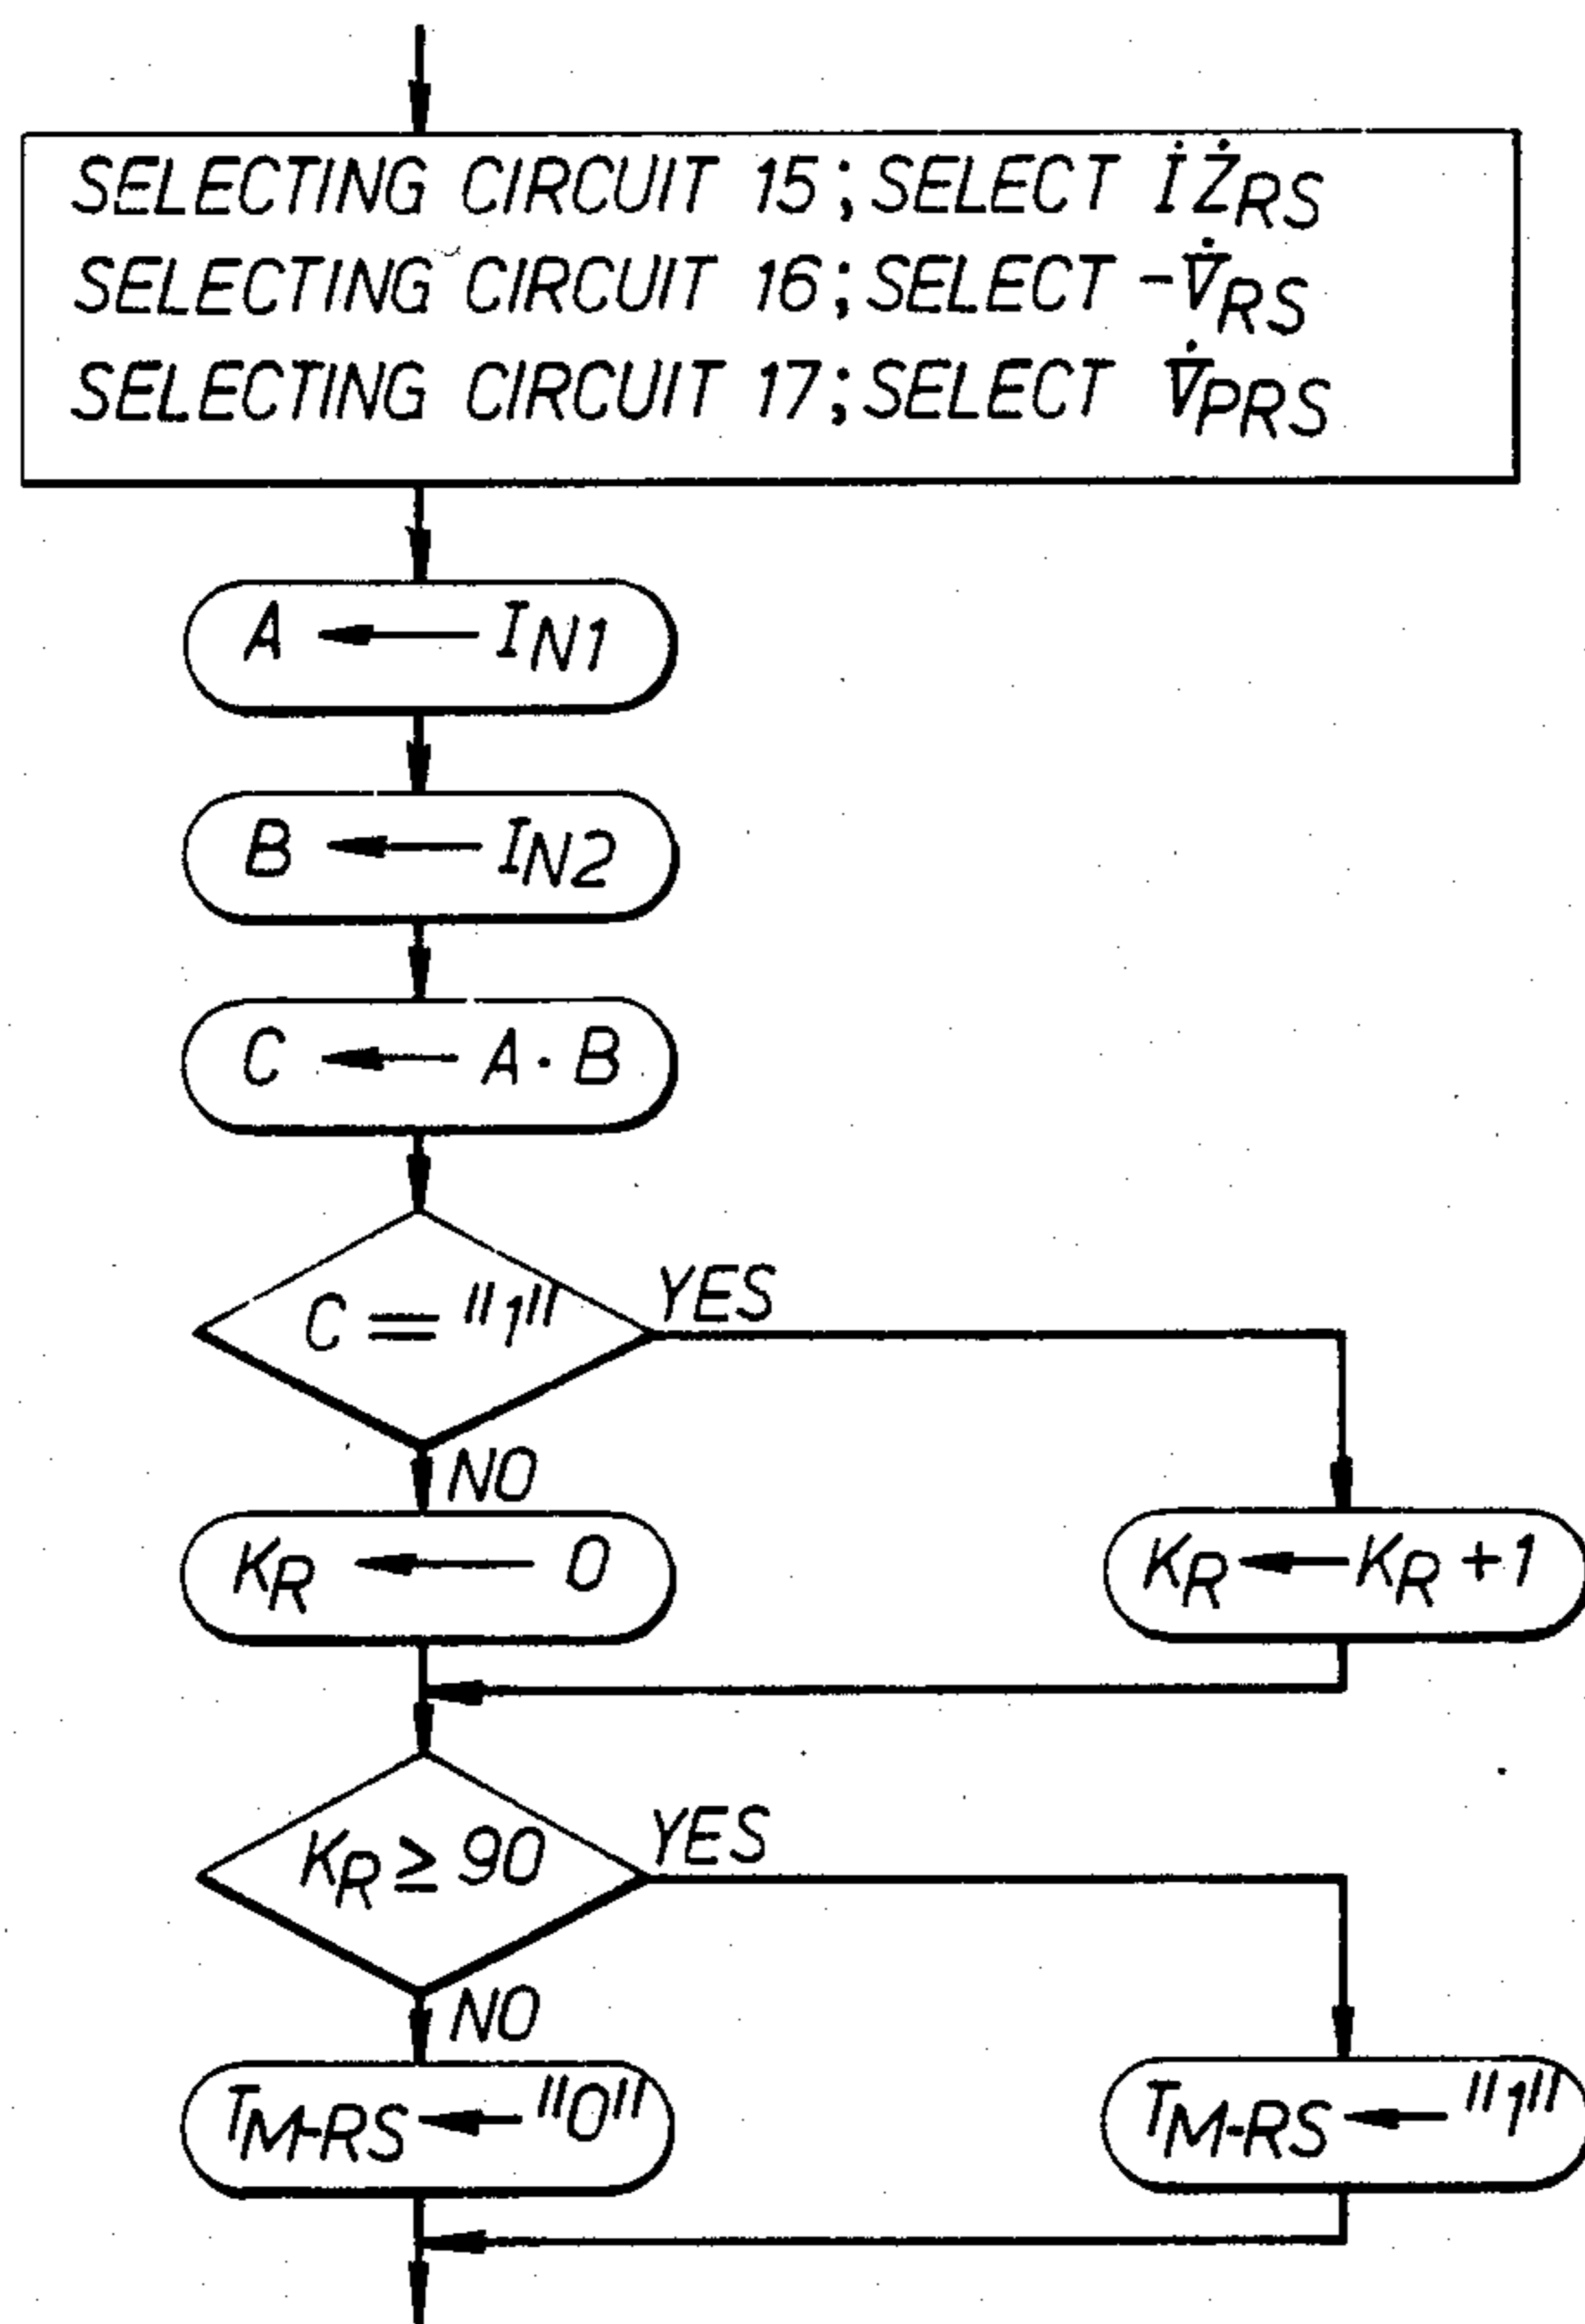 SELECTING CIRCUIT 15; SELECT İŻRS
SELECTING CIRCUIT 16; SELECT -V̇RS
SELECTING CIRCUIT 17; SELECT V̇PRS
A ← IN1
B ← IN2
C ← A·B
C = "1"
YES
NO
KR ← 0
KR ← KR +1
KR ≥ 90
YES
NO
TM-RS ← "0"
TM-RS ← "1"